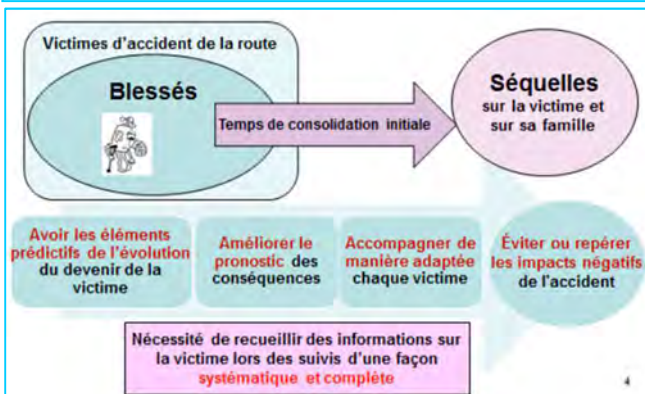 Victimes d'accident de la route
Blessés
Temps de consolidation initiale
Séquelles
sur la victime et
sur sa famille
Avoir les éléments
prédictifs de l'évolution
du devenir de la
victime
Améliorer le
pronostic des
conséquences
Accompagner de
manière adaptée
chaque victime
Éviter ou repérer
les impacts négatifs
de l'accident
Nécessité de recueillir des informations sur
la victime lors des suivis d'une façon
systématique et complète
4